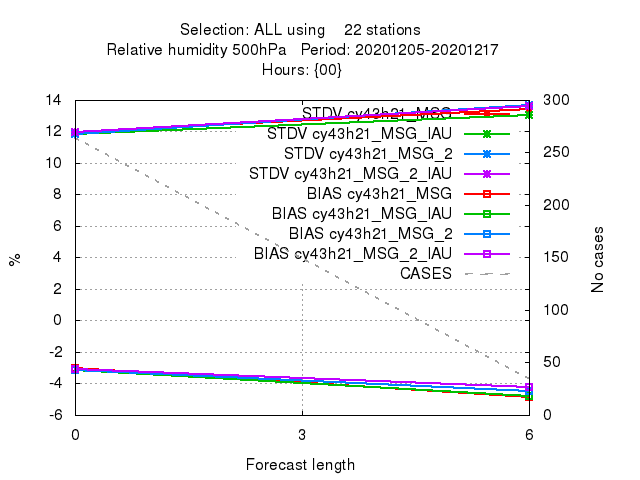 Selection: ALL using 22 stations
Relative humidity 500hPa Period: 20201205-20201217
Hours: {00}
14
12
10
8
6
4
2
0
-2
-4
-6
%
STDV cy43h21_MSG
STDV cy43h21_MSG_IAU
STDV cy43h21_MSG_2
STDV cy43h21_MSG_2_IAU
BIAS cy43h21_MSG
BIAS cy43h21_MSG_IAU
BIAS cy43h21_MSG_2
BIAS cy43h21_MSG_2_IAU
CASES
300
250
200
150
100
50
0
No cases
0 3 6
Forecast length